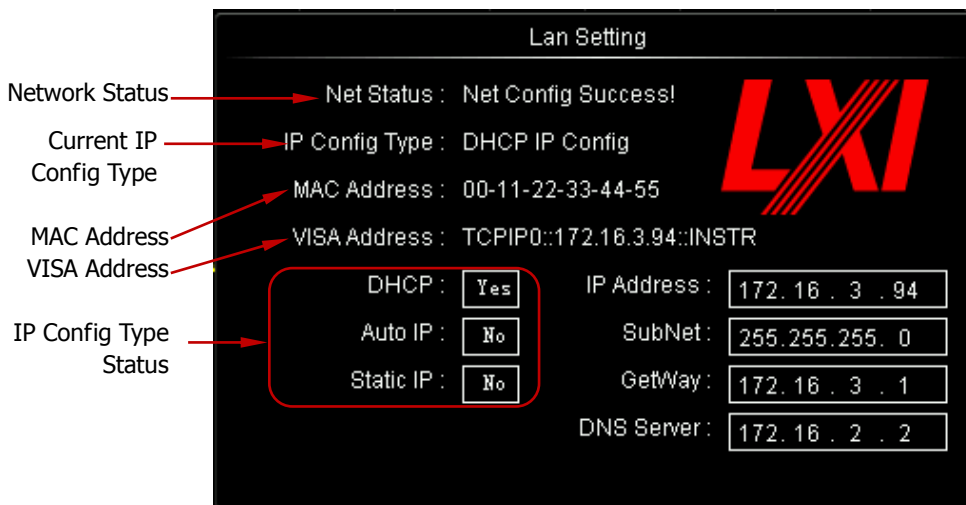 Lan Setting
Network Status
Net Status : Net Config Success!
Current IP
Config Type
IP Config Type : DHCP IP Config
MAC Address
MAC Address : 00-11-22-33-44-55
VISA Address
VISA Address : TCPIP0::172.16.3.94::INSTR
LXI
IP Config Type
Status
DHCP : Yes
Auto IP : No
Static IP : No
IP Address : 172. 16 . 3 . 94
SubNet : 255.255.255. 0
GetWay : 172. 16 . 3 . 1
DNS Server : 172. 16 . 2 . 2